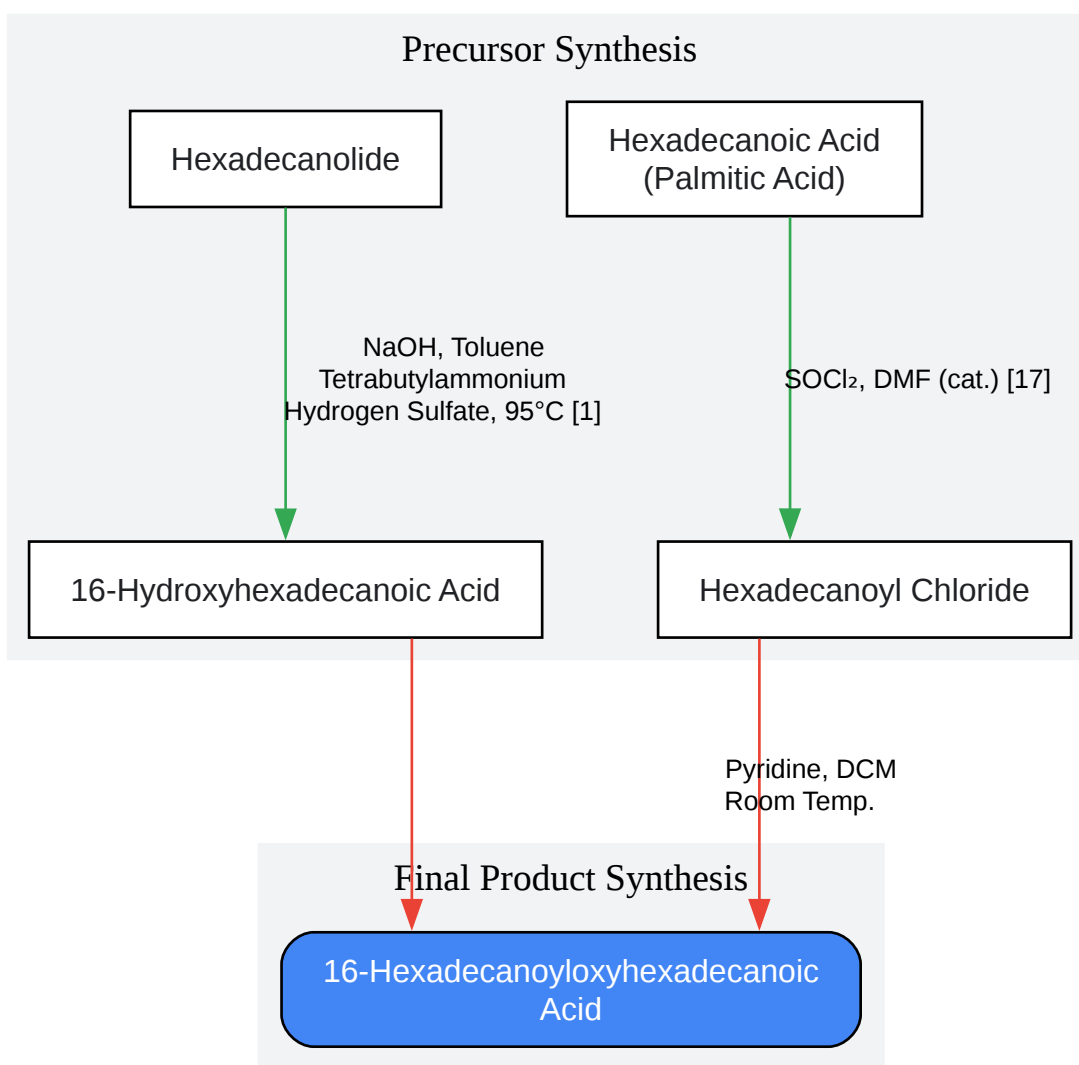 Precursor Synthesis
Hexadecanolide
Hexadecanoic Acid
(Palmitic Acid)
NaOH, Toluene
Tetrabutylammonium
Hydrogen Sulfate, 95°C [1]
SOCl₂, DMF (cat.) [17]
16-Hydroxyhexadecanoic Acid
Hexadecanoyl Chloride
Pyridine, DCM
Room Temp.
Final Product Synthesis
16-Hexadecanoyloxyhexadecanoic
Acid